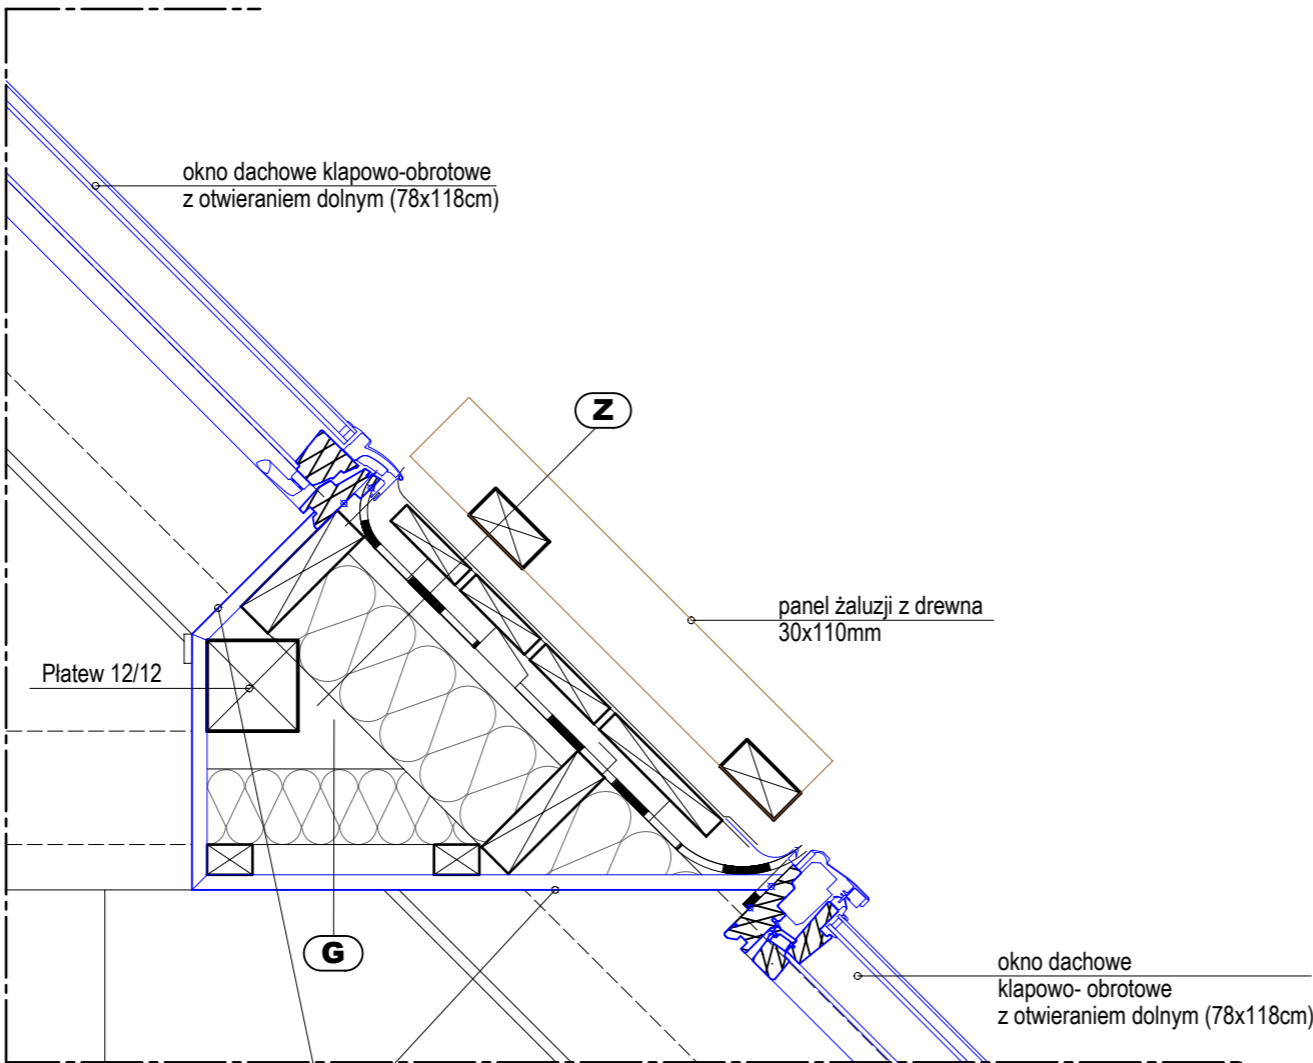 okno dachowe klapowo-obrotowe
z otwieraniem dolnym (78x118cm)
Z
panel żaluzji z drewna
30x110mm
Płatew 12/12
G
okno dachowe
klapowo- obrotowe
z otwieraniem dolnym (78x118cm)